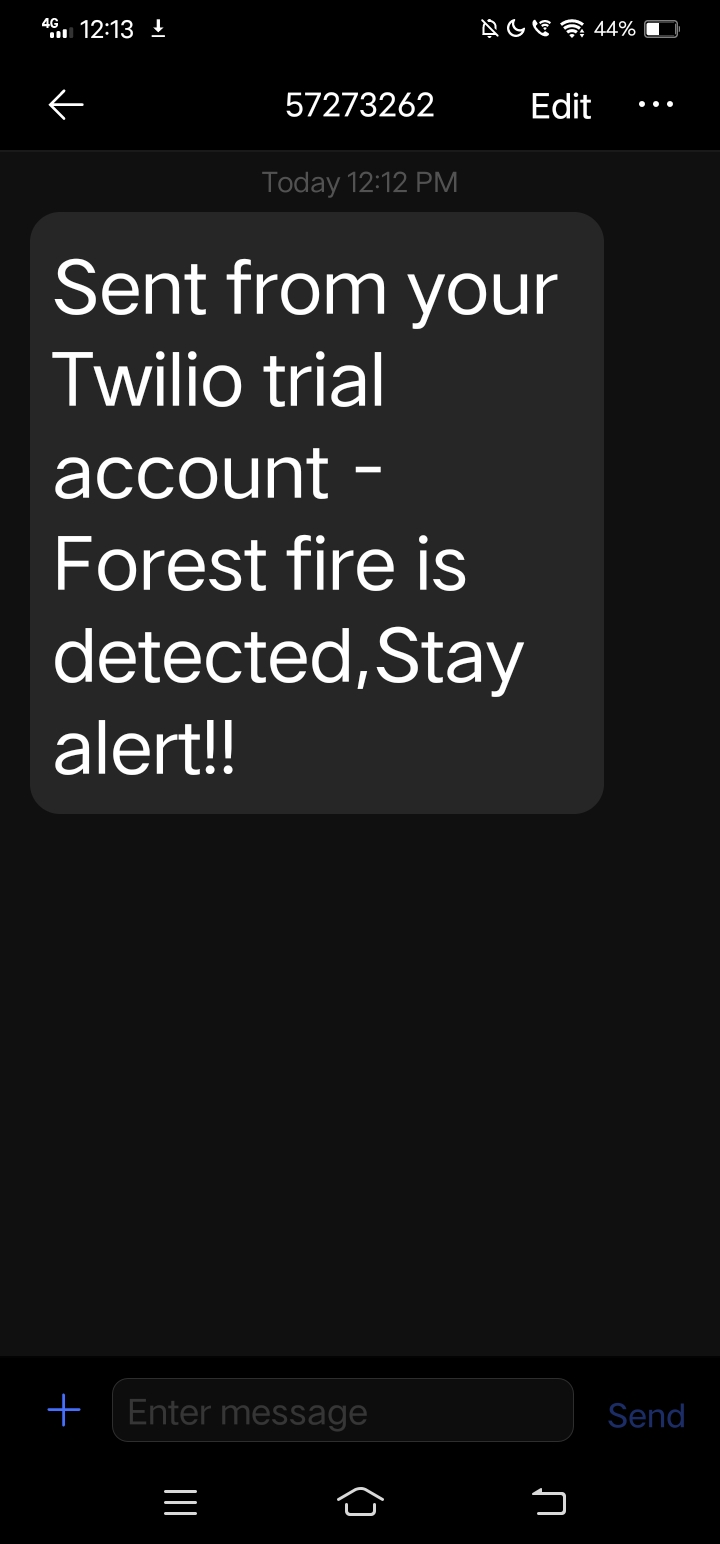 4G 12:13 44%
57273262 Edit
Today 12:12 PM
Sent from your
Twilio trial
account -
Forest fire is
detected,Stay
alert!!
Enter message Send